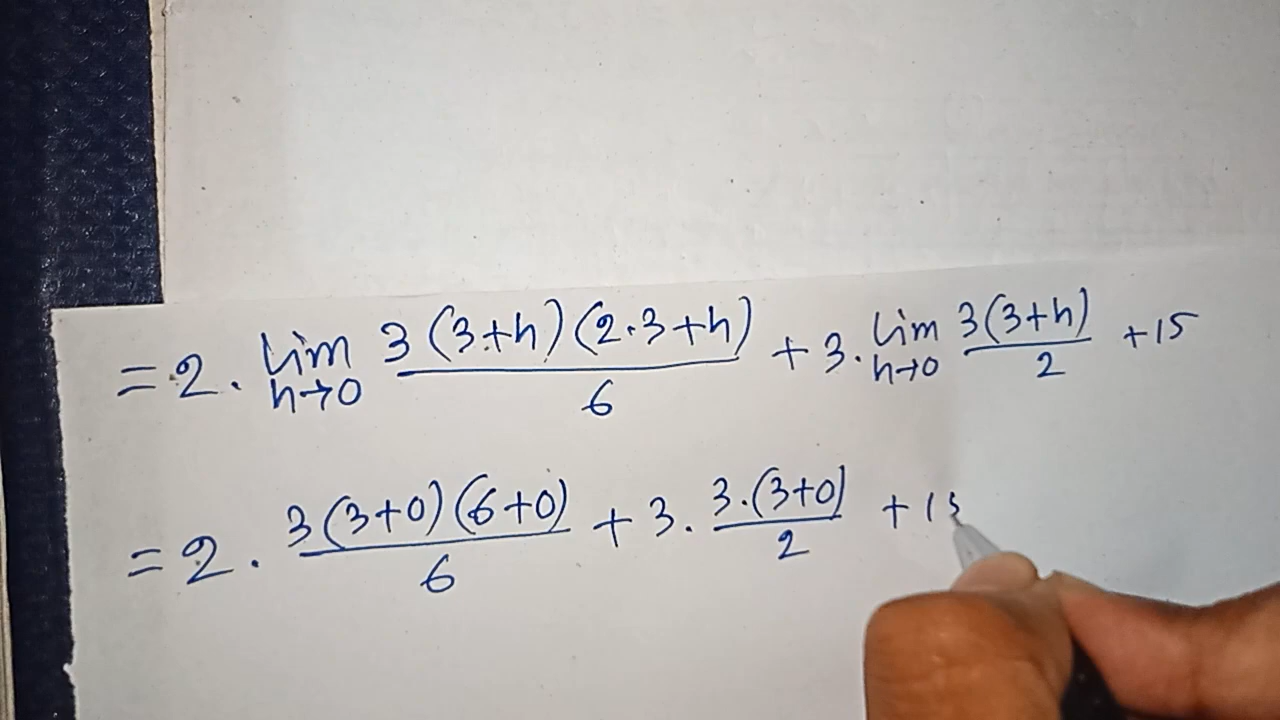 = 2 . lim h→0 3(3+h)(2.3+h)/6 + 3. lim h→0 3(3+h)/2 + 15
= 2 . 3(3+0)(6+0)/6 + 3. 3.(3+0)/2 + 15